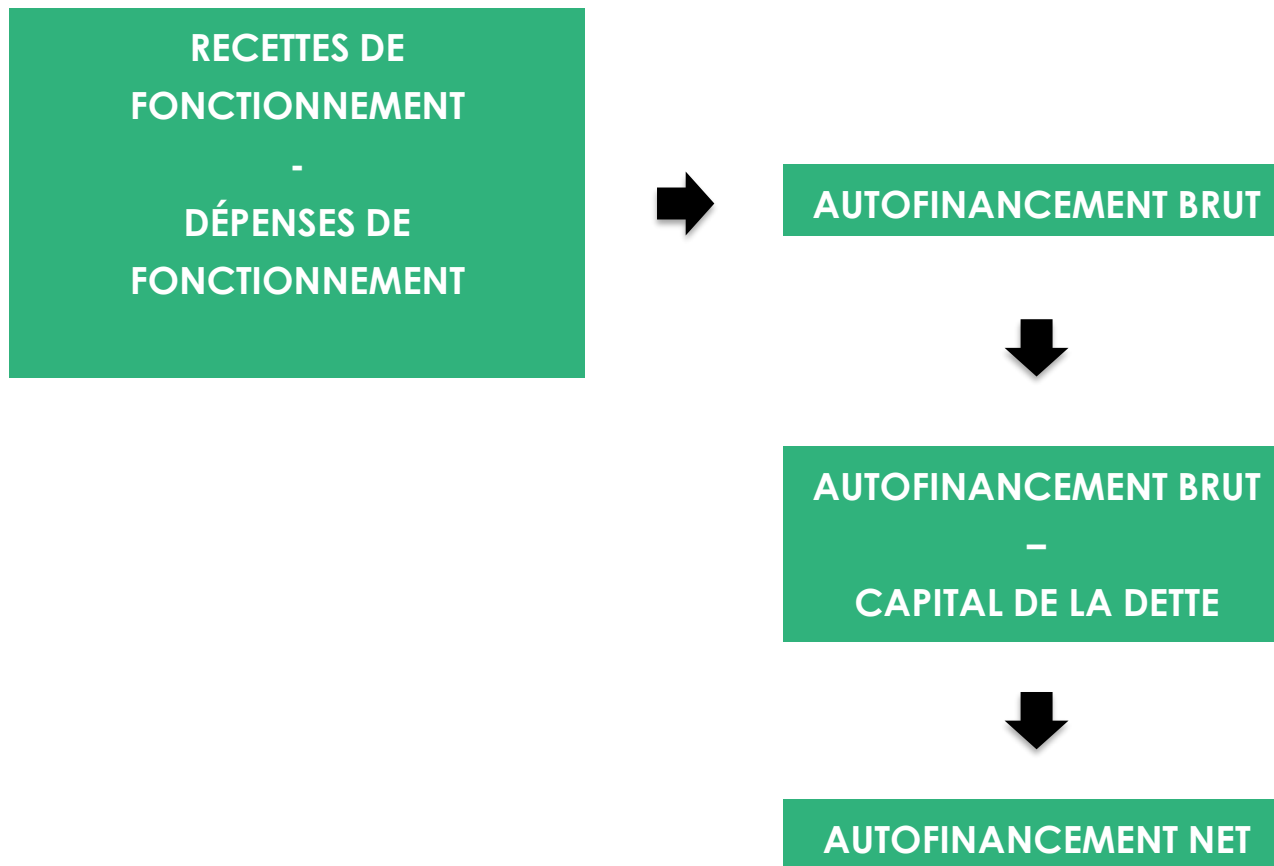 RECETTES DE
FONCTIONNEMENT
-
DÉPENSES DE
FONCTIONNEMENT
AUTOFINANCEMENT BRUT
AUTOFINANCEMENT BRUT
–
CAPITAL DE LA DETTE
AUTOFINANCEMENT NET